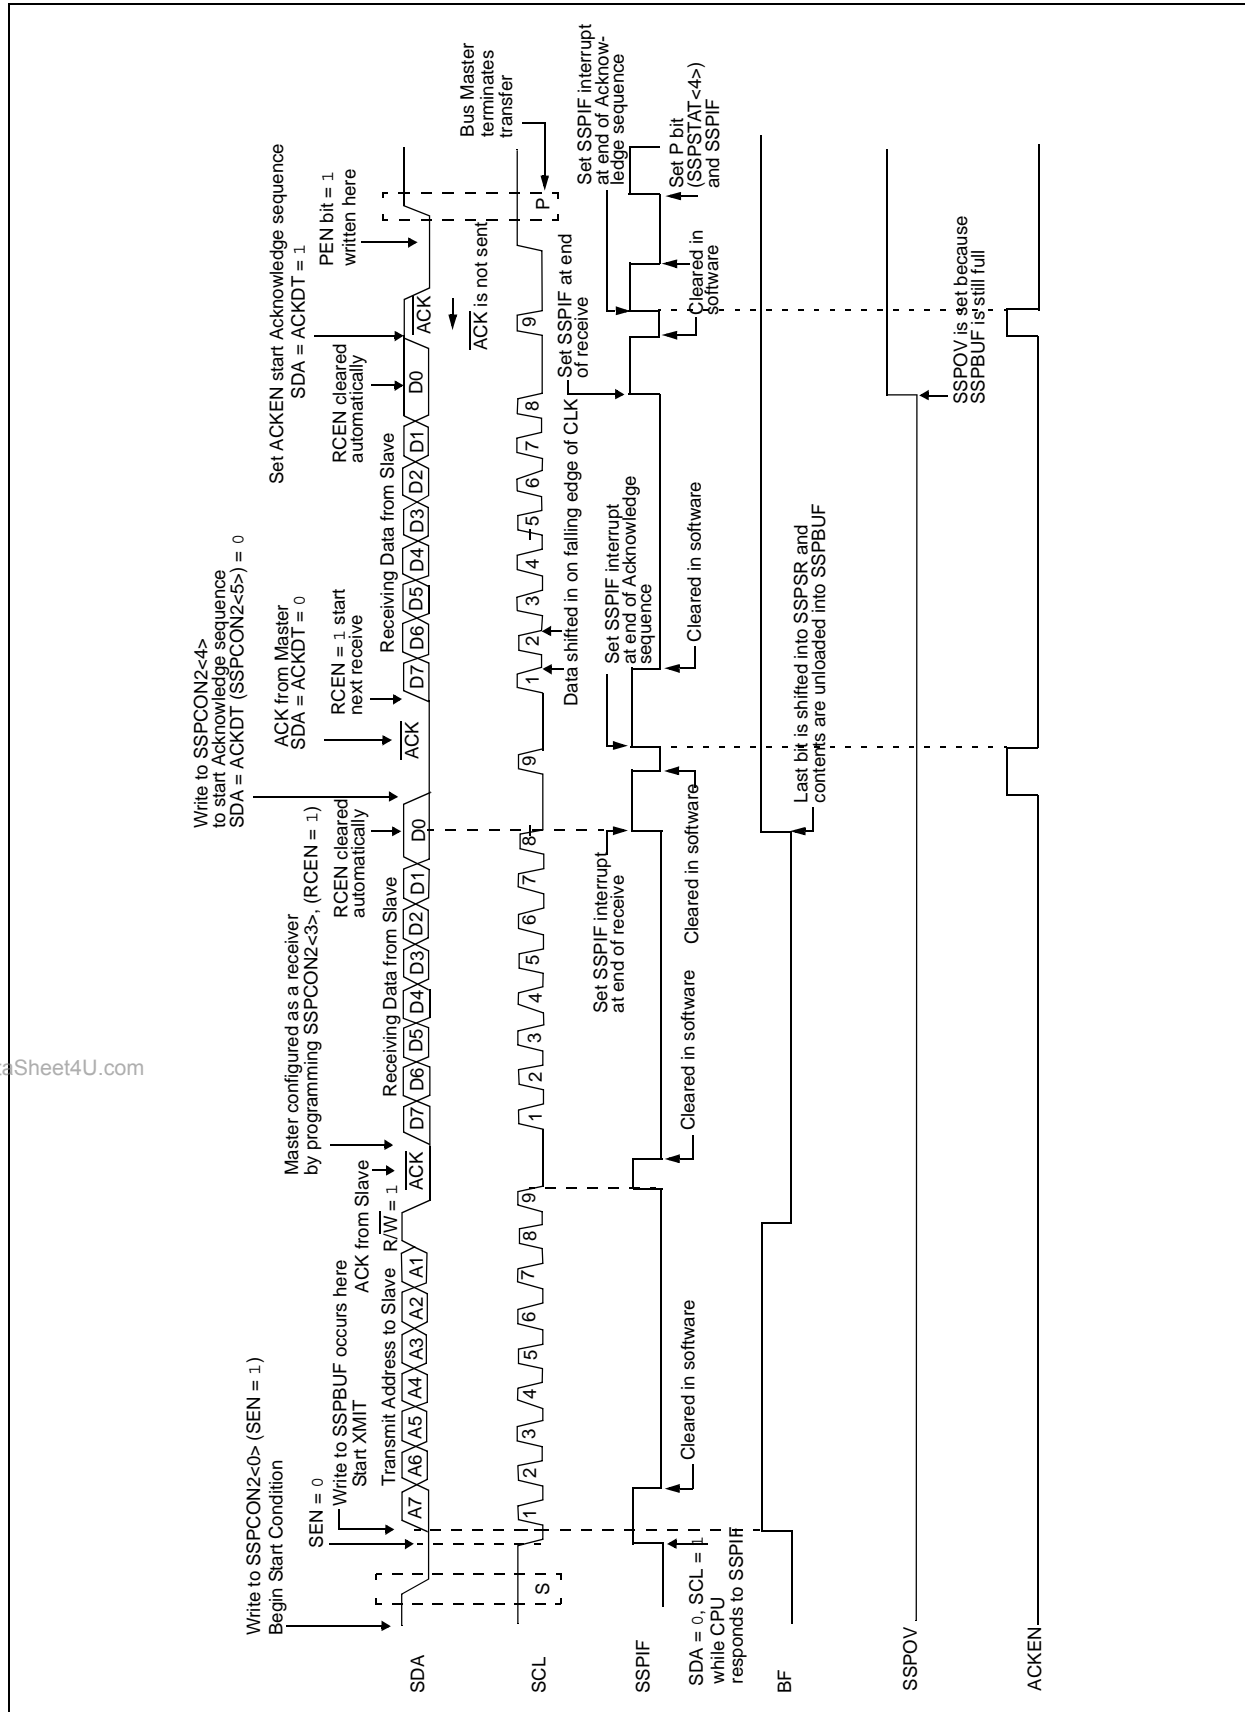 Write to SSPCON2<0> (SEN = 1)
Begin Start Condition
SEN = 0
Write to SSPBUF occurs here
Start XMIT
ACK from Slave
Transmit Address to Slave R/W = 1
Master configured as a receiver
by programming SSPCON2<3>, (RCEN = 1)
RCEN cleared
automatically
Receiving Data from Slave
Write to SSPCON2<4>
to start Acknowledge sequence
SDA = ACKDT (SSPCON2<5>) = 0
ACK from Master
SDA = ACKDT = 0
RCEN = 1 start
next receive
Receiving Data from Slave
Set ACKEN start Acknowledge sequence
SDA = ACKDT = 1
RCEN cleared
automatically
PEN bit = 1
written here
SDA
A7 A6 A5 A4 A3 A2 A1 ACK D7 D6 D5 D4 D3 D2 D1 D0 ACK D7 D6 D5 D4 D3 D2 D1 D0 ACK
ACK is not sent
Bus Master
terminates
transfer
SCL
S 1 2 3 4 5 6 7 8 9 1 2 3 4 5 6 7 8 9 1 2 3 4 5 6 7 8 9 P
Data shifted in on falling edge of CLK
Set SSPIF at end
of receive
Set SSPIF interrupt
at end of Acknow-
ledge sequence
Set SSPIF interrupt
at end of receive
Set SSPIF interrupt
at end of Acknowledge
sequence
SSPIF
SDA = 0, SCL = 1
while CPU
responds to SSPIF
Cleared in software
Cleared in software
Cleared in software
Cleared in software
Cleared in
software
Set P bit
(SSPSTAT<4>)
and SSPIF
BF
Last bit is shifted into SSPSR and
contents are unloaded into SSPBUF
SSPOV
SSPOV is set because
SSPBUF is still full
ACKEN
aSheet4U.com